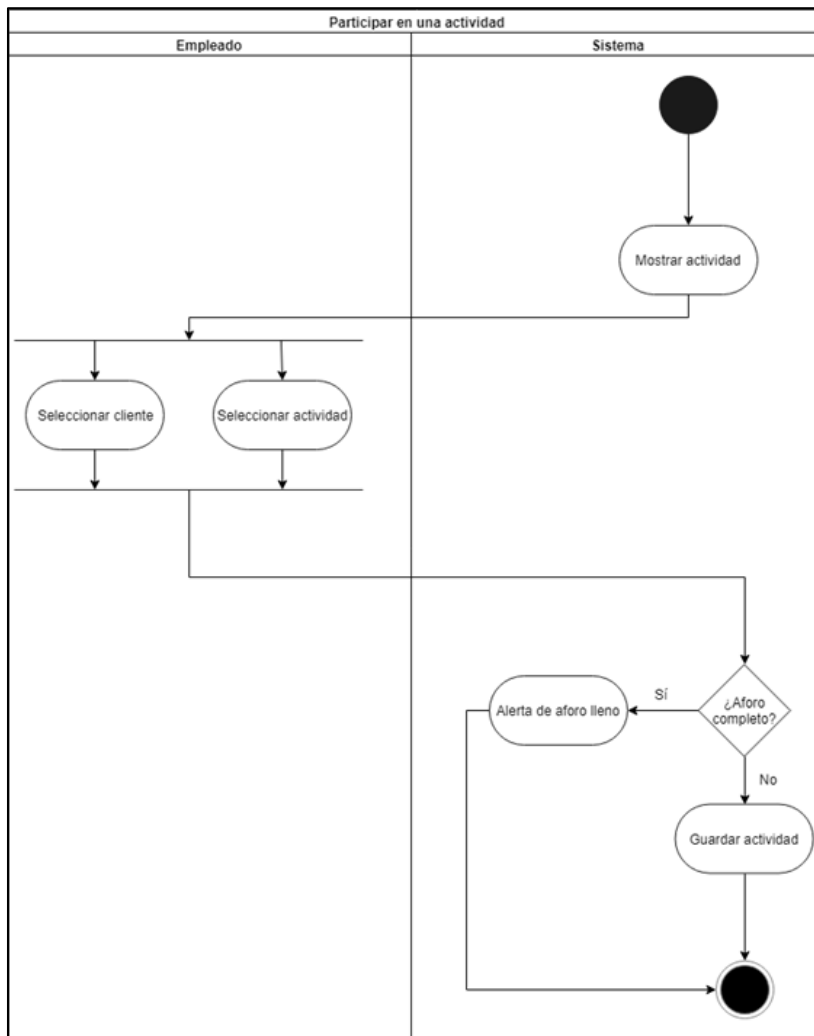 Participar en una actividad
Empleado
Sistema
Mostrar actividad
Seleccionar cliente
Seleccionar actividad
¿Aforo
completo?
Sí
Alerta de aforo lleno
No
Guardar actividad